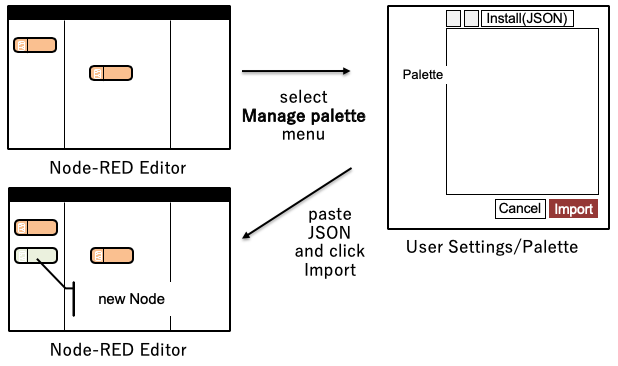 Install(JSON)
Palette
Cancel
Import
User Settings/Palette
Node-RED Editor
select
Manage palette
menu
paste
JSON
and click
Import
new Node
Node-RED Editor